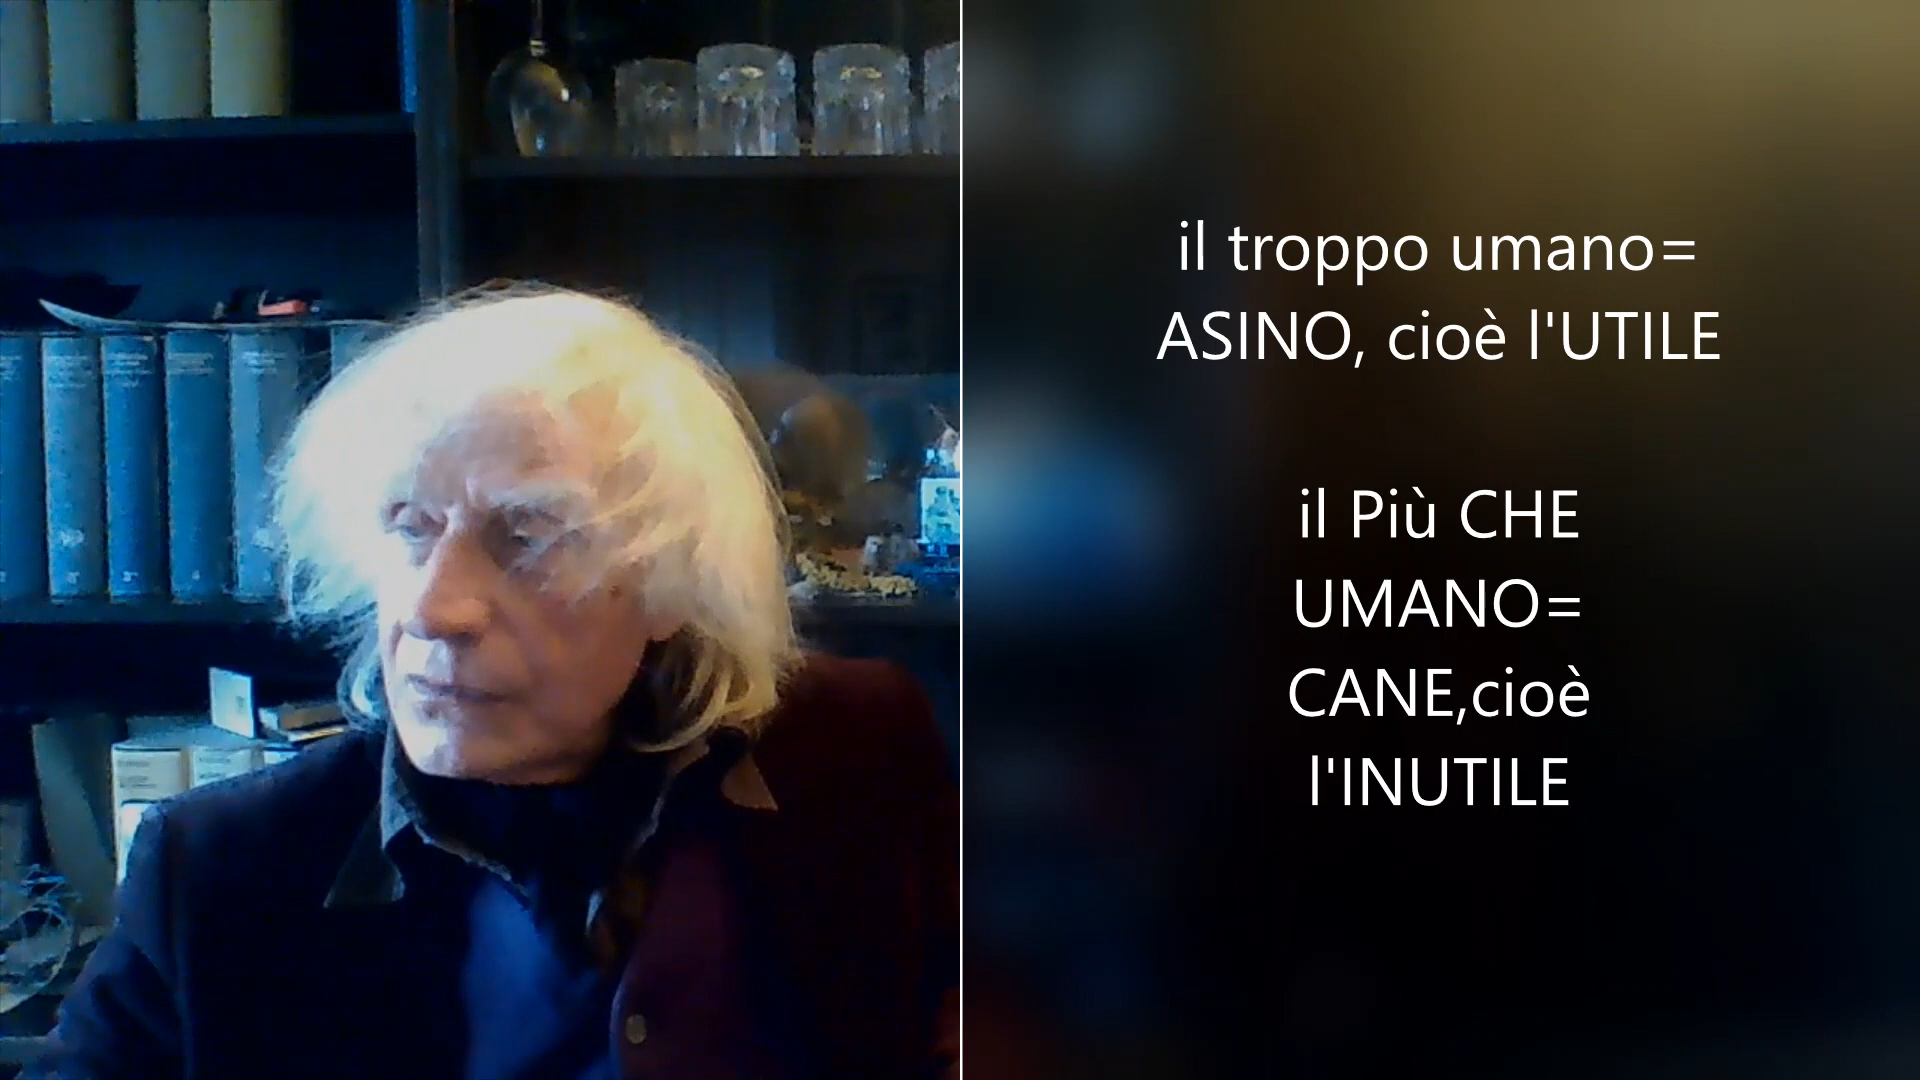 il troppo umano=
ASINO, cioè l'UTILE
il Più CHE
UMANO=
CANE,cioè
l'INUTILE